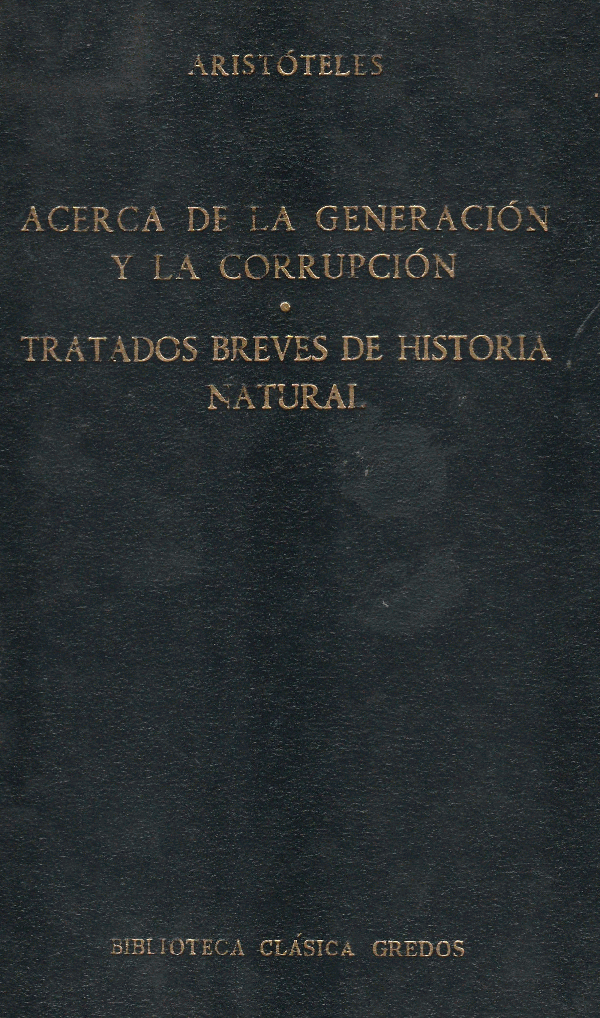 ARISTÓTELES
ACERCA DE LA GENERACIÓN
Y LA CORRUPCIÓN
•
TRATADOS BREVES DE HISTORIA
NATURAL
BIBLIOTECA CLÁSICA GREDOS